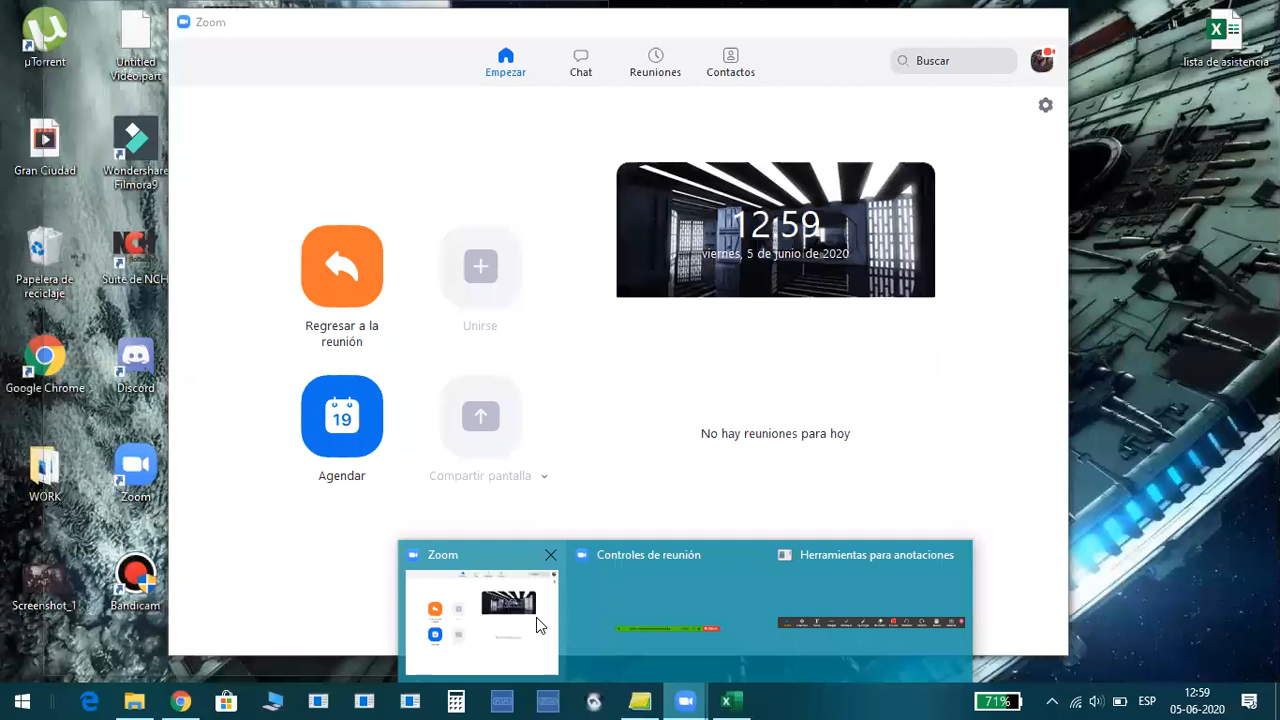 µTorrent
Untitled
Video.part
Gran Ciudad
Wondershare
Filmora9
Papelera de
reciclaje
Suite de NCH
Google Chrome
Discord
WORK
Zoom
Screenshot_1
Bandicam
lista de asistencia
Zoom
Empezar
Chat
Reuniones
Contactos
Buscar
12:59
viernes, 5 de junio de 2020
Regresar a la
reunión
Unirse
19
Agendar
Compartir pantalla
No hay reuniones para hoy
Zoom
Controles de reunión
Herramientas para anotaciones
71%
ESP
12:59
05-06-2020